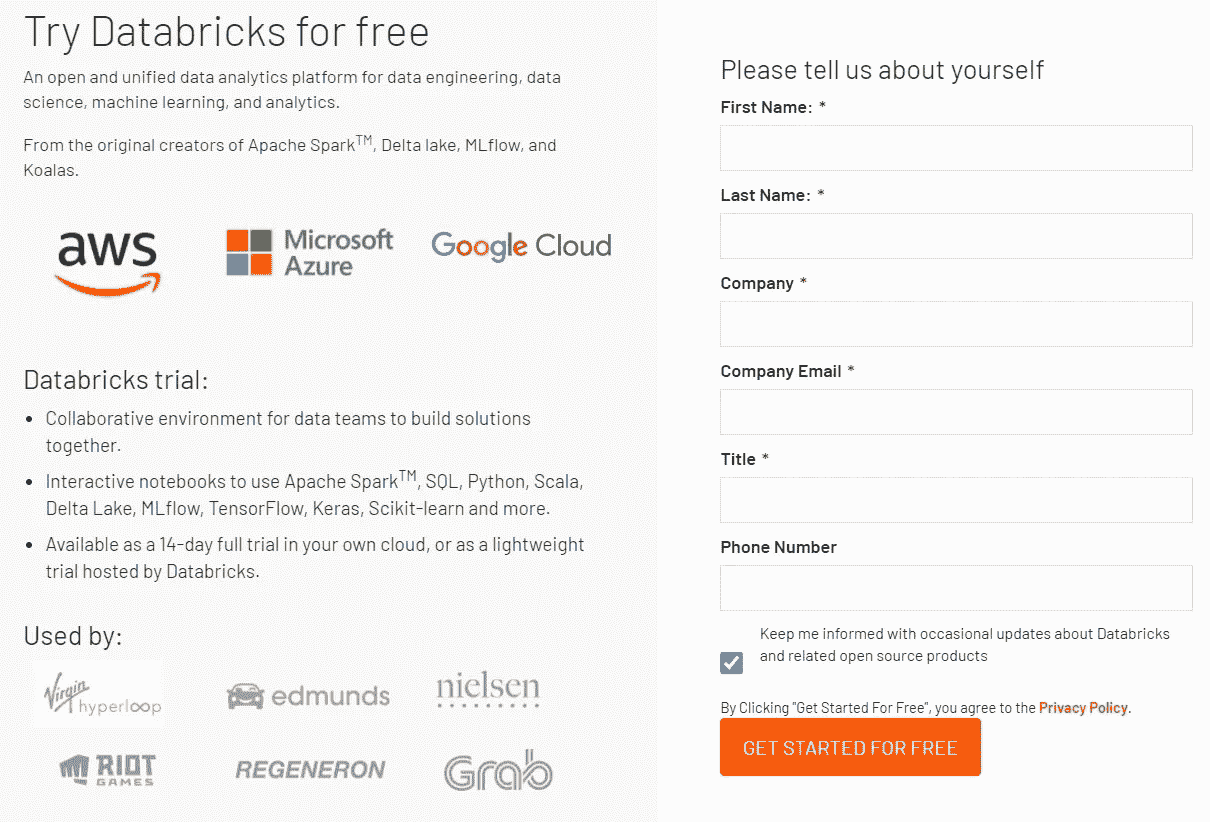 Try Databricks for free
An open and unified data analytics platform for data engineering, data
science, machine learning, and analytics.
From the original creators of Apache Spark™, Delta lake, MLflow, and
Koalas.
aws
Microsoft
Azure
Google Cloud
Databricks trial:
• Collaborative environment for data teams to build solutions
together.
• Interactive notebooks to use Apache Spark™, SQL, Python, Scala,
Delta Lake, MLflow, TensorFlow, Keras, Scikit-learn and more.
• Available as a 14-day full trial in your own cloud, or as a lightweight
trial hosted by Databricks.
Used by:
Virgin
hyperloop
edmunds
nielsen
RIOT
GAMES
REGENERON
Grab
Please tell us about yourself
First Name: *
Last Name: *
Company *
Company Email *
Title *
Phone Number
Keep me informed with occasional updates about Databricks
and related open source products
By Clicking "Get Started For Free", you agree to the Privacy Policy.
GET STARTED FOR FREE